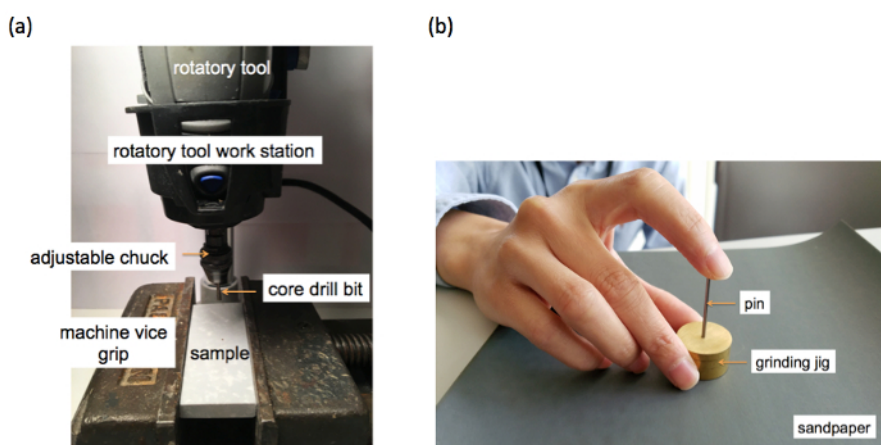 (a)
rotatory tool
rotatory tool work station
adjustable chuck
core drill bit
machine vice
grip
sample
(b)
pin
grinding jig
sandpaper